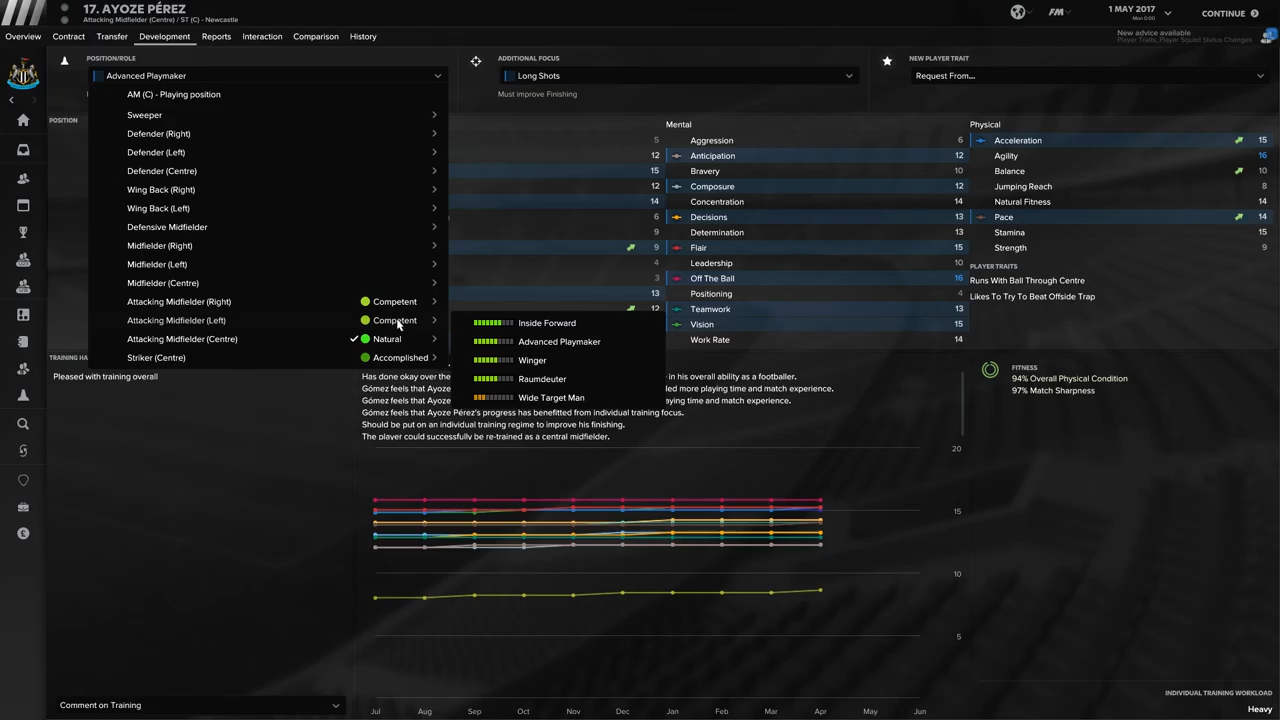 17. AYOZE PÉREZ
Attacking Midfielder (Centre) / ST (C) - Newcastle
FM
1 MAY 2017
Mon 0:00
CONTINUE
Overview
Contract
Transfer
Development
Reports
Interaction
Comparison
History
New advice available
Player Traits, Player Squad Status Changes
POSITION/ROLE
Advanced Playmaker
ADDITIONAL FOCUS
Long Shots
Must improve Finishing
NEW PLAYER TRAIT
Request From...
AM (C) - Playing position
Sweeper
Defender (Right)
Defender (Left)
Defender (Centre)
Wing Back (Right)
Wing Back (Left)
Defensive Midfielder
Midfielder (Right)
Midfielder (Left)
Midfielder (Centre)
Attacking Midfielder (Right) Competent
Attacking Midfielder (Left) Competent
Attacking Midfielder (Centre) Natural
Striker (Centre) Accomplished
Inside Forward
Advanced Playmaker
Winger
Raumdeuter
Wide Target Man
POSITION
5
12
15
12
14
6
9
4
3
13
12
Mental
Aggression 6
Anticipation 12
Bravery 10
Composure 12
Concentration 14
Decisions 13
Determination 13
Flair 15
Leadership 10
Off The Ball 16
Positioning 4
Teamwork 13
Vision 15
Work Rate 14
Physical
Acceleration 15
Agility 16
Balance 10
Jumping Reach 8
Natural Fitness 14
Pace 14
Stamina 15
Strength 9
PLAYER TRAITS
Runs With Ball Through Centre
Likes To Try To Beat Offside Trap
TRAINING HA
Pleased with training overall
Has done okay over the
e in his overall ability as a footballer.
Gómez feels that Ayoze
ded more playing time and match experience.
Gómez feels that Ayoze
ying time and match experience.
Gómez feels that Ayoze Pérez's progress has benefitted from individual training focus.
Should be put on an individual training regime to improve his finishing.
The player could successfully be re-trained as a central midfielder.
FITNESS
94% Overall Physical Condition
97% Match Sharpness
20
15
10
5
Jul Aug Sep Oct Nov Dec Jan Feb Mar Apr May Jun
Comment on Training
INDIVIDUAL TRAINING WORKLOAD
Heavy